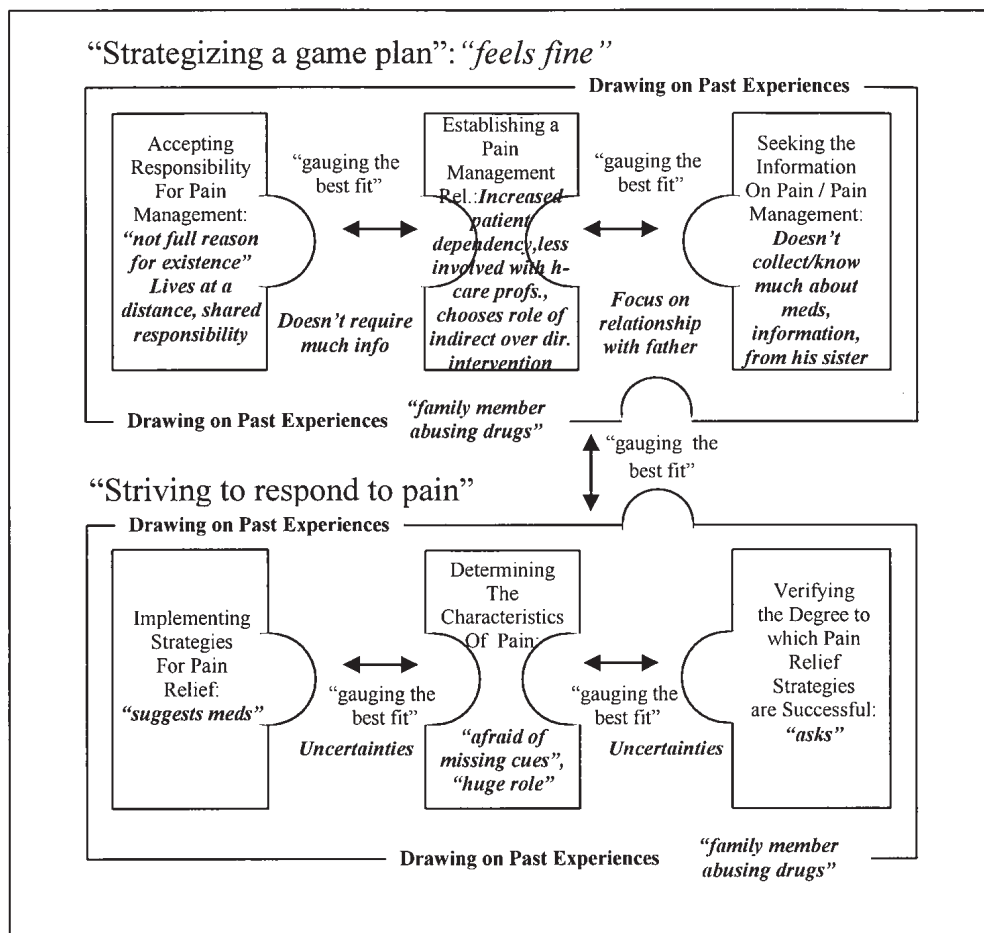 “Strategizing a game plan”: “feels fine”
Drawing on Past Experiences
Accepting
Responsibility
For Pain
Management:
“not full reason
for existence”
Lives at a
distance, shared
responsibility
“gauging the
best fit”
Doesn’t require
much info
Establishing a
Pain
Management
Rel.:Increased
patient
dependency,less
involved with h-
care profs.,
chooses role of
indirect over dir.
intervention
“gauging the
best fit”
Focus on
relationship
with father
Seeking the
Information
On Pain / Pain
Management:
Doesn’t
collect/know
much about
meds,
information,
from his sister
Drawing on Past Experiences
“family member
abusing drugs”
“gauging the
best fit”
“Striving to respond to pain”
Drawing on Past Experiences
Implementing
Strategies
For Pain
Relief:
“suggests meds”
“gauging the
best fit”
Uncertainties
Determining
The
Characteristics
Of Pain:
“afraid of
missing cues”,
“huge role”
“gauging the
best fit”
Uncertainties
Verifying
the Degree to
which Pain
Relief
Strategies
are Successful:
“asks”
Drawing on Past Experiences
“family member
abusing drugs”